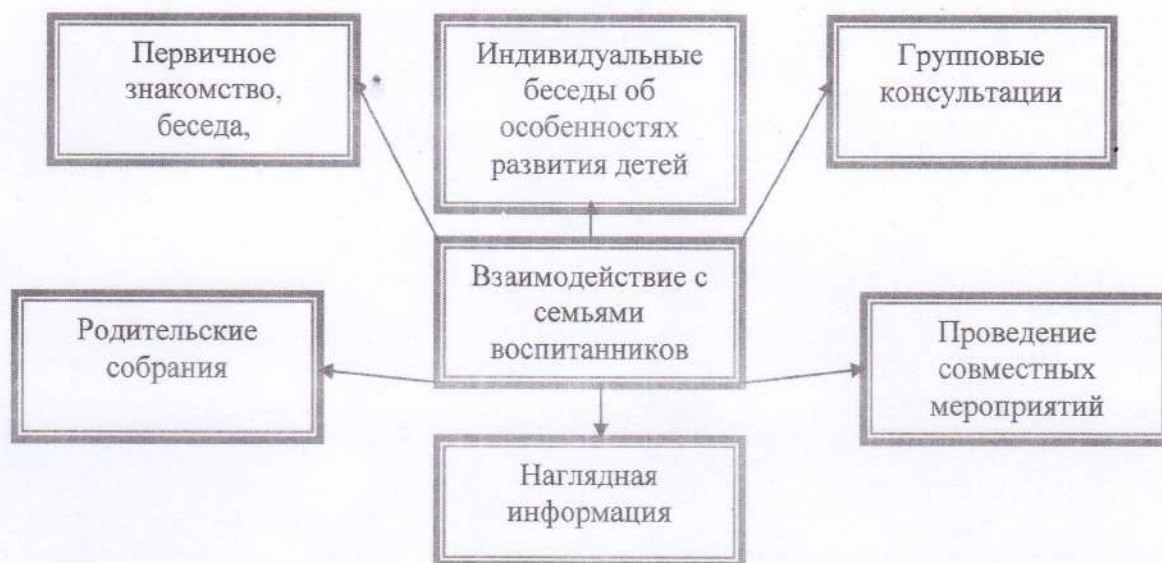 Первичное
знакомство,
беседа,
Индивидуальные
беседы об
особенностях
развития детей
Групповые
консультации
Взаимодействие с
семьями
воспитанников
Родительские
собрания
Проведение
совместных
мероприятий
Наглядная
информация